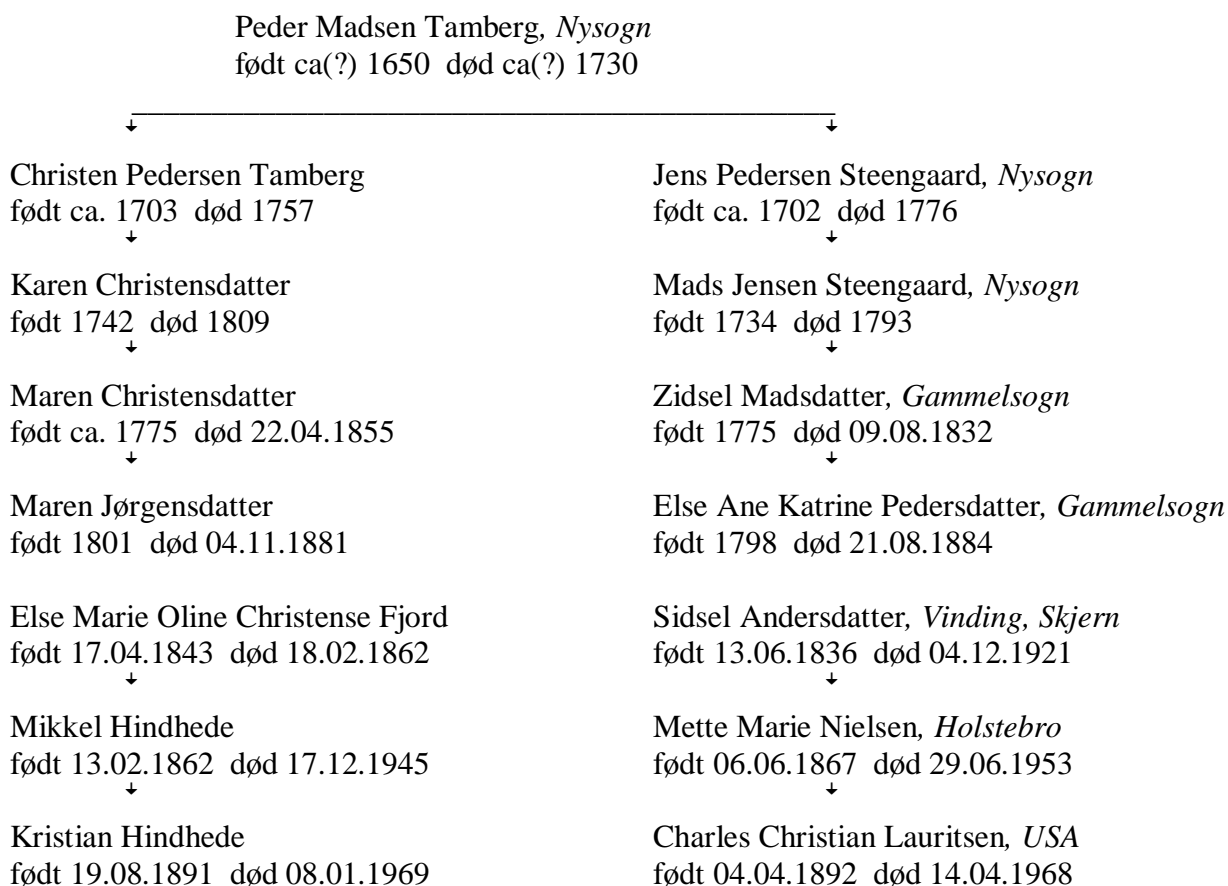 Peder Madsen Tamberg, Nysogn
født ca(?) 1650 død ca(?) 1730
Christen Pedersen Tamberg
født ca. 1703 død 1757
Karen Christensdatter
født 1742 død 1809
Maren Christensdatter
født ca. 1775 død 22.04.1855
Maren Jørgensdatter
født 1801 død 04.11.1881
Else Marie Oline Christense Fjord
født 17.04.1843 død 18.02.1862
Mikkel Hindhede
født 13.02.1862 død 17.12.1945
Kristian Hindhede
født 19.08.1891 død 08.01.1969
Jens Pedersen Steengaard, Nysogn
født ca. 1702 død 1776
Mads Jensen Steengaard, Nysogn
født 1734 død 1793
Zidsel Madsdatter, Gammelsogn
født 1775 død 09.08.1832
Else Ane Katrine Pedersdatter, Gammelsogn
født 1798 død 21.08.1884
Sidsel Andersdatter, Vinding, Skjern
født 13.06.1836 død 04.12.1921
Mette Marie Nielsen, Holstebro
født 06.06.1867 død 29.06.1953
Charles Christian Lauritsen, USA
født 04.04.1892 død 14.04.1968